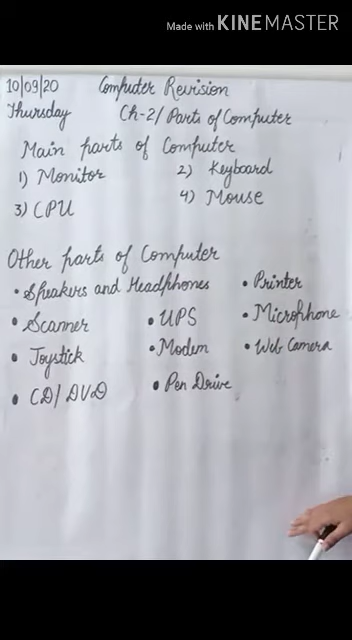 Made with KINEMASTER
10/09/20 Computer Revision
Thursday Ch-2/ Parts of Computer
Main parts of Computer
1) Monitor 2) Keyboard
3) CPU 4) Mouse
Other parts of Computer
• Speakers and Headphones • Printer
• Scanner • UPS • Microphone
• Joystick • Modem • Web Camera
• CD/ DVD • Pen Drive